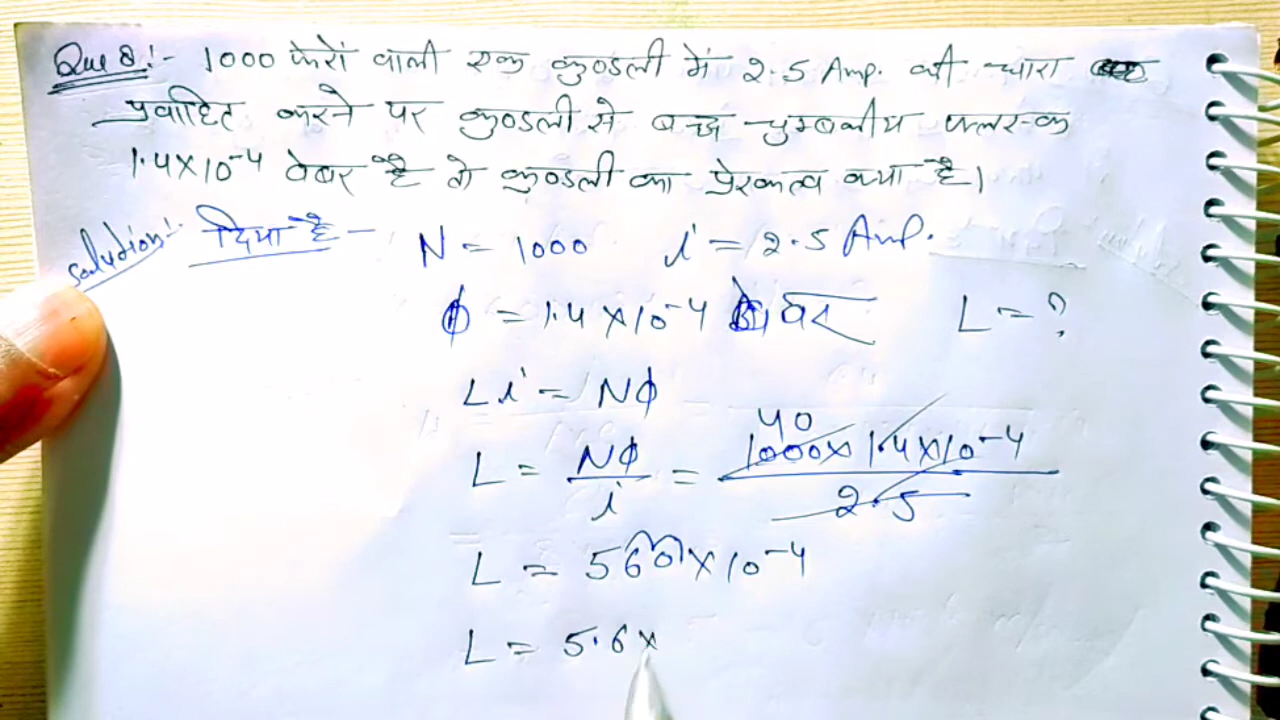 Que 8:- 1000 फेरों वाली एक कुण्डली में 2.5 Amp. की धारा
प्रवाहित करने पर कुण्डली से बद्ध चुम्बकीय फ्लक्स
1.4×10⁻⁴ वेबर है तो कुण्डली का प्रेरकत्व क्या है।
Solution:- दिया है - N = 1000 i = 2.5 Amp.
ϕ = 1.4×10⁻⁴ वेबर L = ?
Li = Nϕ
40
L = Nϕ/i = 1000×1.4×10⁻⁴/2.5
L = 560×10⁻⁴
L = 5.6×